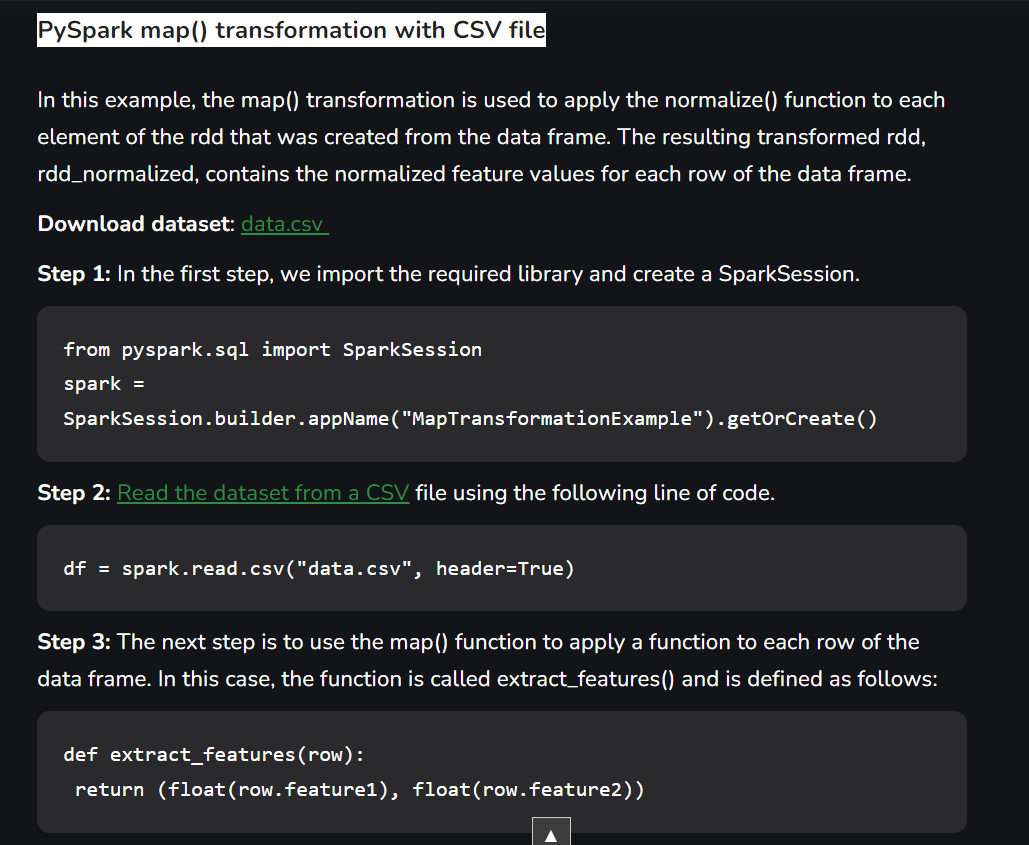 PySpark map() transformation with CSV file
In this example, the map() transformation is used to apply the normalize() function to each
element of the rdd that was created from the data frame. The resulting transformed rdd,
rdd_normalized, contains the normalized feature values for each row of the data frame.
Download dataset: data.csv
Step 1: In the first step, we import the required library and create a SparkSession.
from pyspark.sql import SparkSession
spark =
SparkSession.builder.appName("MapTransformationExample").getOrCreate()
Step 2: Read the dataset from a CSV file using the following line of code.
df = spark.read.csv("data.csv", header=True)
Step 3: The next step is to use the map() function to apply a function to each row of the
data frame. In this case, the function is called extract_features() and is defined as follows:
def extract_features(row):
 return (float(row.feature1), float(row.feature2))